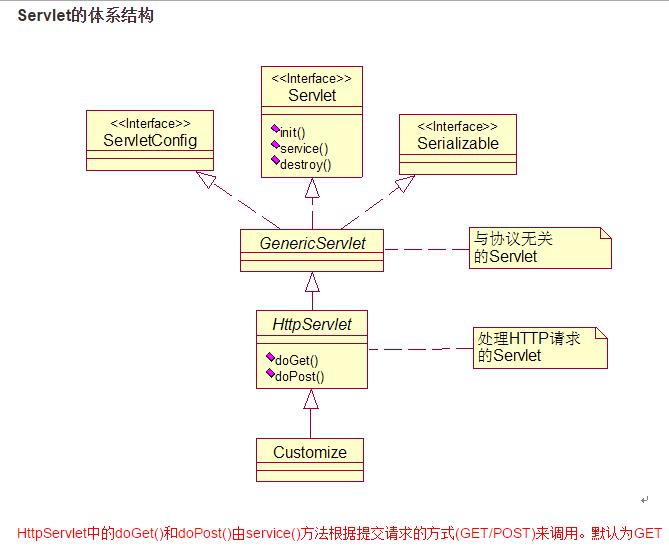 Servlet的体系结构
<<Interface>>
Servlet
init()
service()
destroy()
<<Interface>>
ServletConfig
<<Interface>>
Serializable
GenericServlet
与协议无关
的Servlet
HttpServlet
doGet()
doPost()
处理HTTP请求
的Servlet
Customize
HttpServlet中的doGet()和doPost()由service()方法根据提交请求的方式(GET/POST)来调用。默认为GET